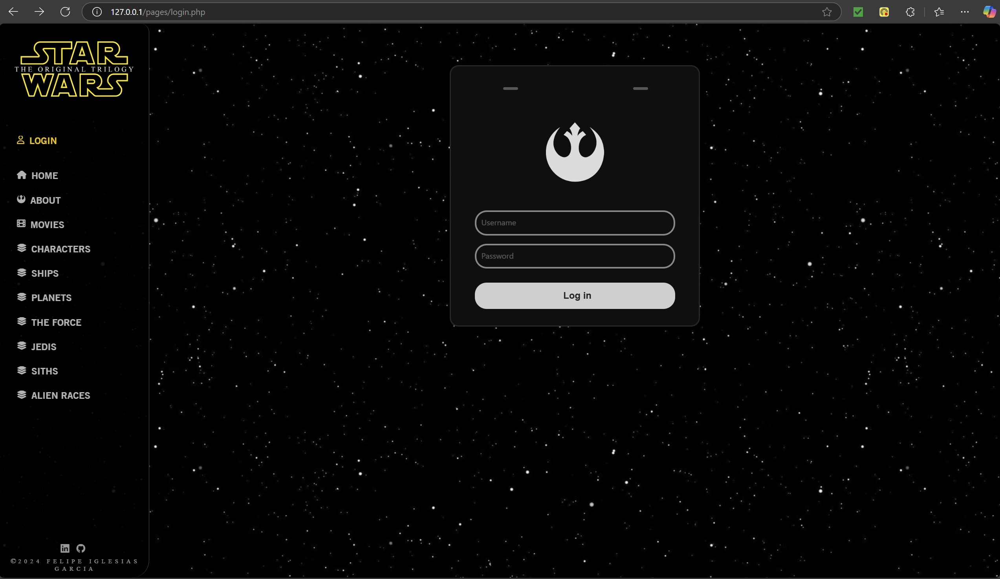 127.0.0.1/pages/login.php
STAR
THE ORIGINAL TRILOGY
WARS
LOGIN
HOME
ABOUT
MOVIES
CHARACTERS
SHIPS
PLANETS
THE FORCE
JEDIS
SITHS
ALIEN RACES
in
©2024 FELIPE IGLESIAS
GARCIA
Username
Password
Log in